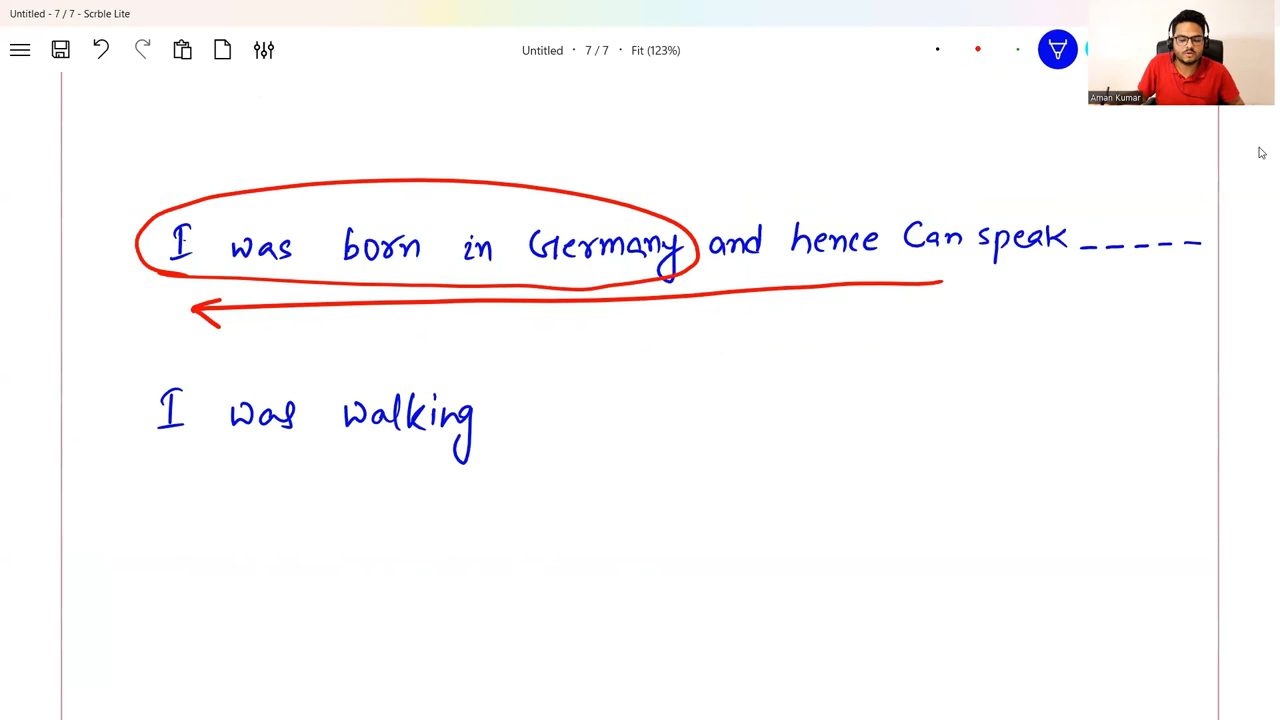 Untitled - 7 / 7 - Scrble Lite
Untitled · 7 / 7 · Fit (123%)
Aman Kumar
I was born in Germany and hence Can speak _ _ _ _ _
I was walking